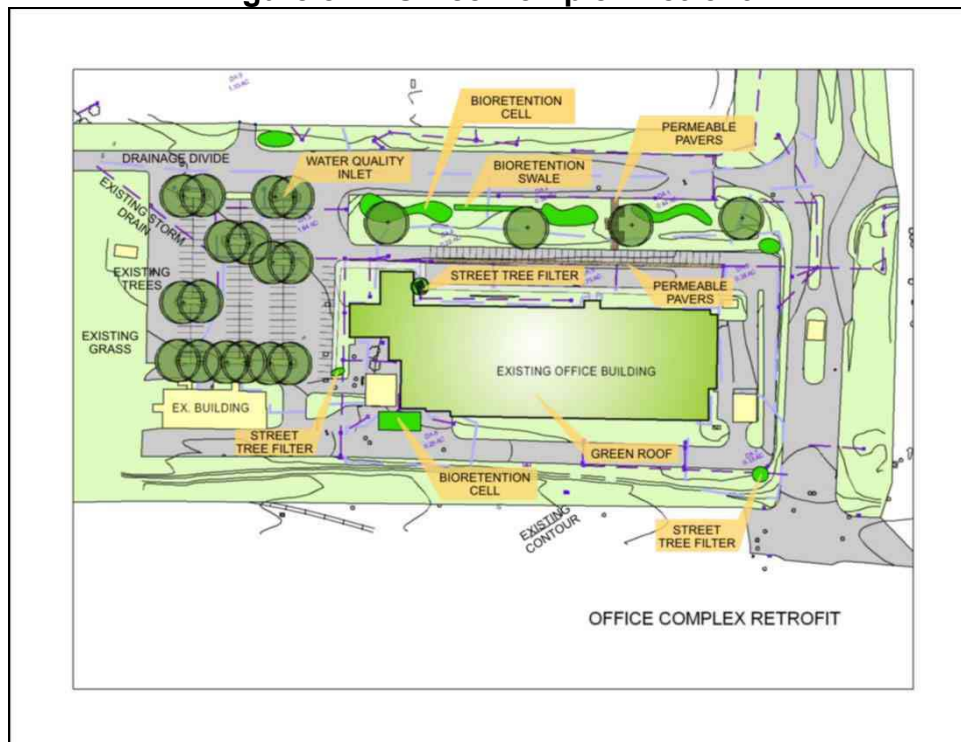 BIORETENTION
CELL
PERMEABLE
PAVERS
DRAINAGE DIVIDE
WATER QUALITY
INLET
BIORETENTION
SWALE
EXISTING STORM
DRAIN
EXISTING
TREES
STREET TREE FILTER
PERMEABLE
PAVERS
EXISTING
GRASS
EXISTING OFFICE BUILDING
EX. BUILDING
STREET
TREE FILTER
GREEN ROOF
BIORETENTION
CELL
EXISTING
CONTOUR
STREET
TREE FILTER
OFFICE COMPLEX RETROFIT